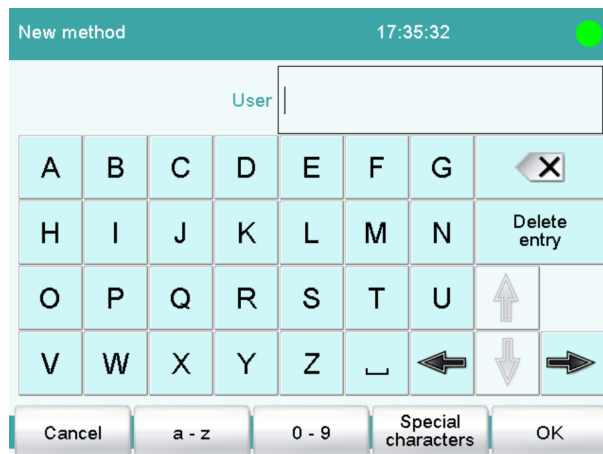 New method 17:35:32
User
A B C D E F G
H I J K L M N Delete entry
O P Q R S T U
V W X Y Z
Cancel a - z 0 - 9 Special characters OK